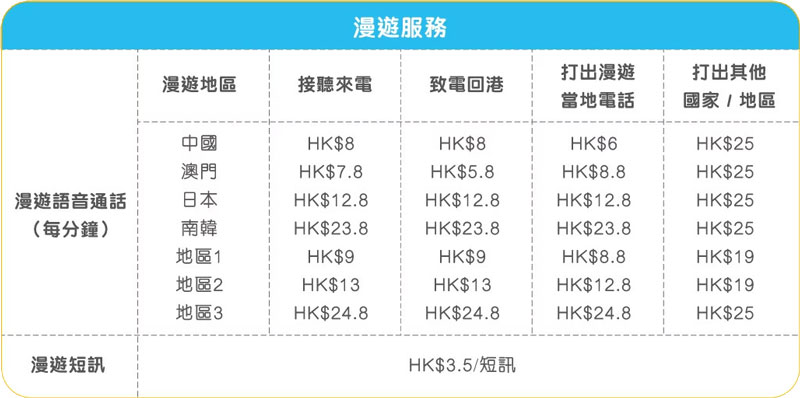 漫遊服務
漫遊地區 接聽來電 致電回港 打出漫遊 打出其他
當地電話 國家 / 地區
中國 HK$8 HK$8 HK$6 HK$25
澳門 HK$7.8 HK$5.8 HK$8.8 HK$25
漫遊語音通話 日本 HK$12.8 HK$12.8 HK$12.8 HK$25
（每分鐘） 南韓 HK$23.8 HK$23.8 HK$23.8 HK$25
地區1 HK$9 HK$9 HK$8.8 HK$19
地區2 HK$13 HK$13 HK$12.8 HK$19
地區3 HK$24.8 HK$24.8 HK$24.8 HK$25
漫遊短訊 HK$3.5/短訊